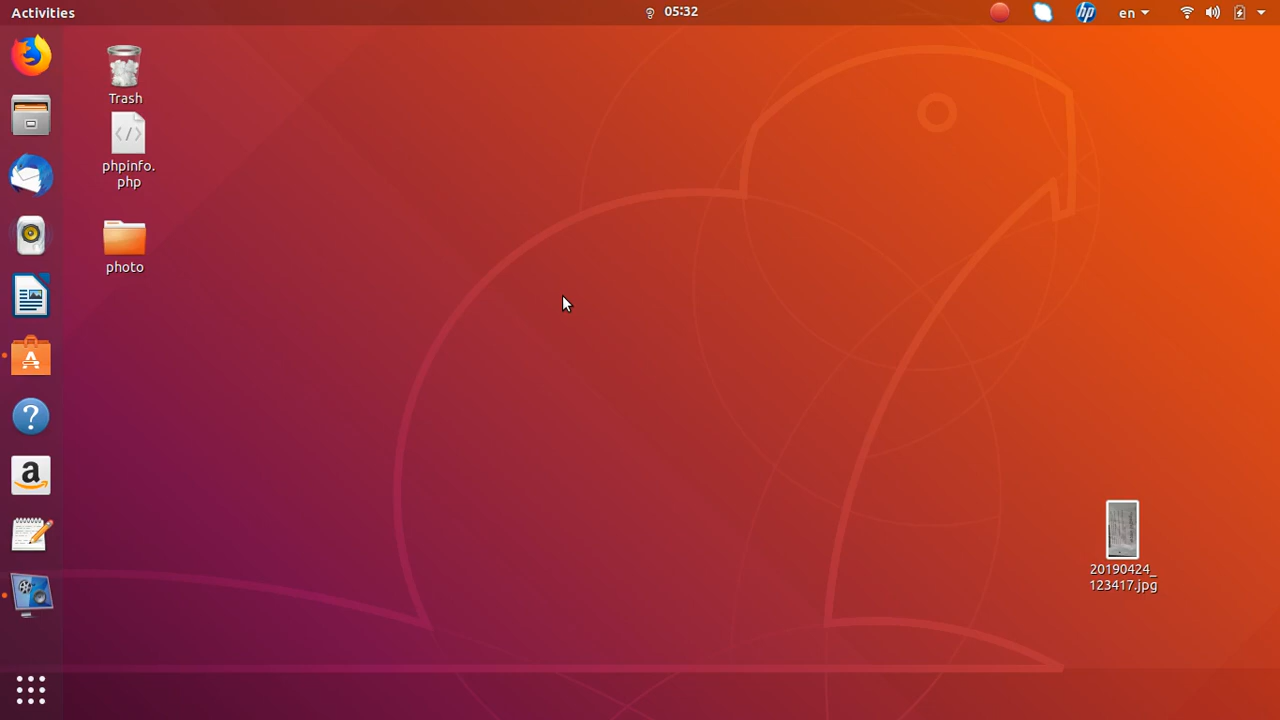 Activities
05:32
en
Trash
phpinfo.
php
photo
20190424_
123417.jpg